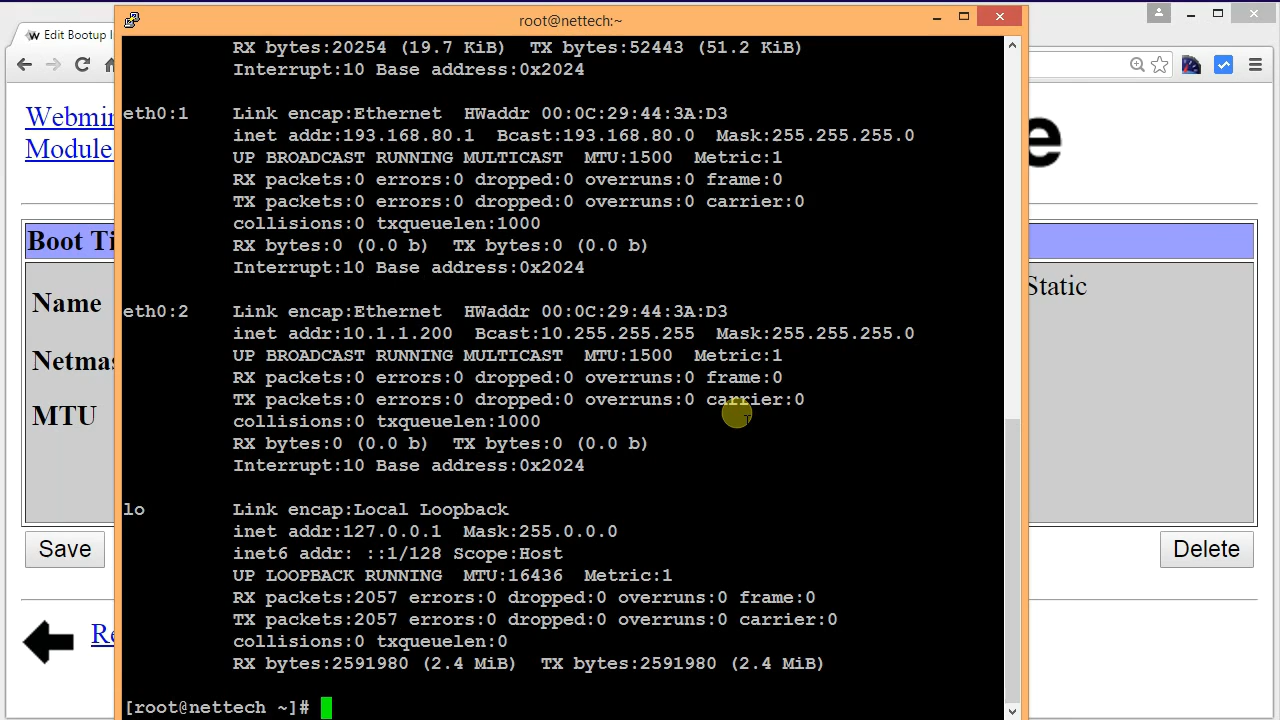 root@nettech:~
Edit Bootup I
Webmin
Module
e
Boot Ti
Name
Netmas
MTU
Static
Save
Delete
Re
RX bytes:20254 (19.7 KiB)  TX bytes:52443 (51.2 KiB)
Interrupt:10 Base address:0x2024
eth0:1    Link encap:Ethernet  HWaddr 00:0C:29:44:3A:D3
inet addr:193.168.80.1  Bcast:193.168.80.0  Mask:255.255.255.0
UP BROADCAST RUNNING MULTICAST  MTU:1500  Metric:1
RX packets:0 errors:0 dropped:0 overruns:0 frame:0
TX packets:0 errors:0 dropped:0 overruns:0 carrier:0
collisions:0 txqueuelen:1000
RX bytes:0 (0.0 b)  TX bytes:0 (0.0 b)
Interrupt:10 Base address:0x2024
eth0:2    Link encap:Ethernet  HWaddr 00:0C:29:44:3A:D3
inet addr:10.1.1.200  Bcast:10.255.255.255  Mask:255.255.255.0
UP BROADCAST RUNNING MULTICAST  MTU:1500  Metric:1
RX packets:0 errors:0 dropped:0 overruns:0 frame:0
TX packets:0 errors:0 dropped:0 overruns:0 carrier:0
collisions:0 txqueuelen:1000
RX bytes:0 (0.0 b)  TX bytes:0 (0.0 b)
Interrupt:10 Base address:0x2024
lo        Link encap:Local Loopback
inet addr:127.0.0.1  Mask:255.0.0.0
inet6 addr: ::1/128 Scope:Host
UP LOOPBACK RUNNING  MTU:16436  Metric:1
RX packets:2057 errors:0 dropped:0 overruns:0 frame:0
TX packets:2057 errors:0 dropped:0 overruns:0 carrier:0
collisions:0 txqueuelen:0
RX bytes:2591980 (2.4 MiB)  TX bytes:2591980 (2.4 MiB)
[root@nettech ~]#